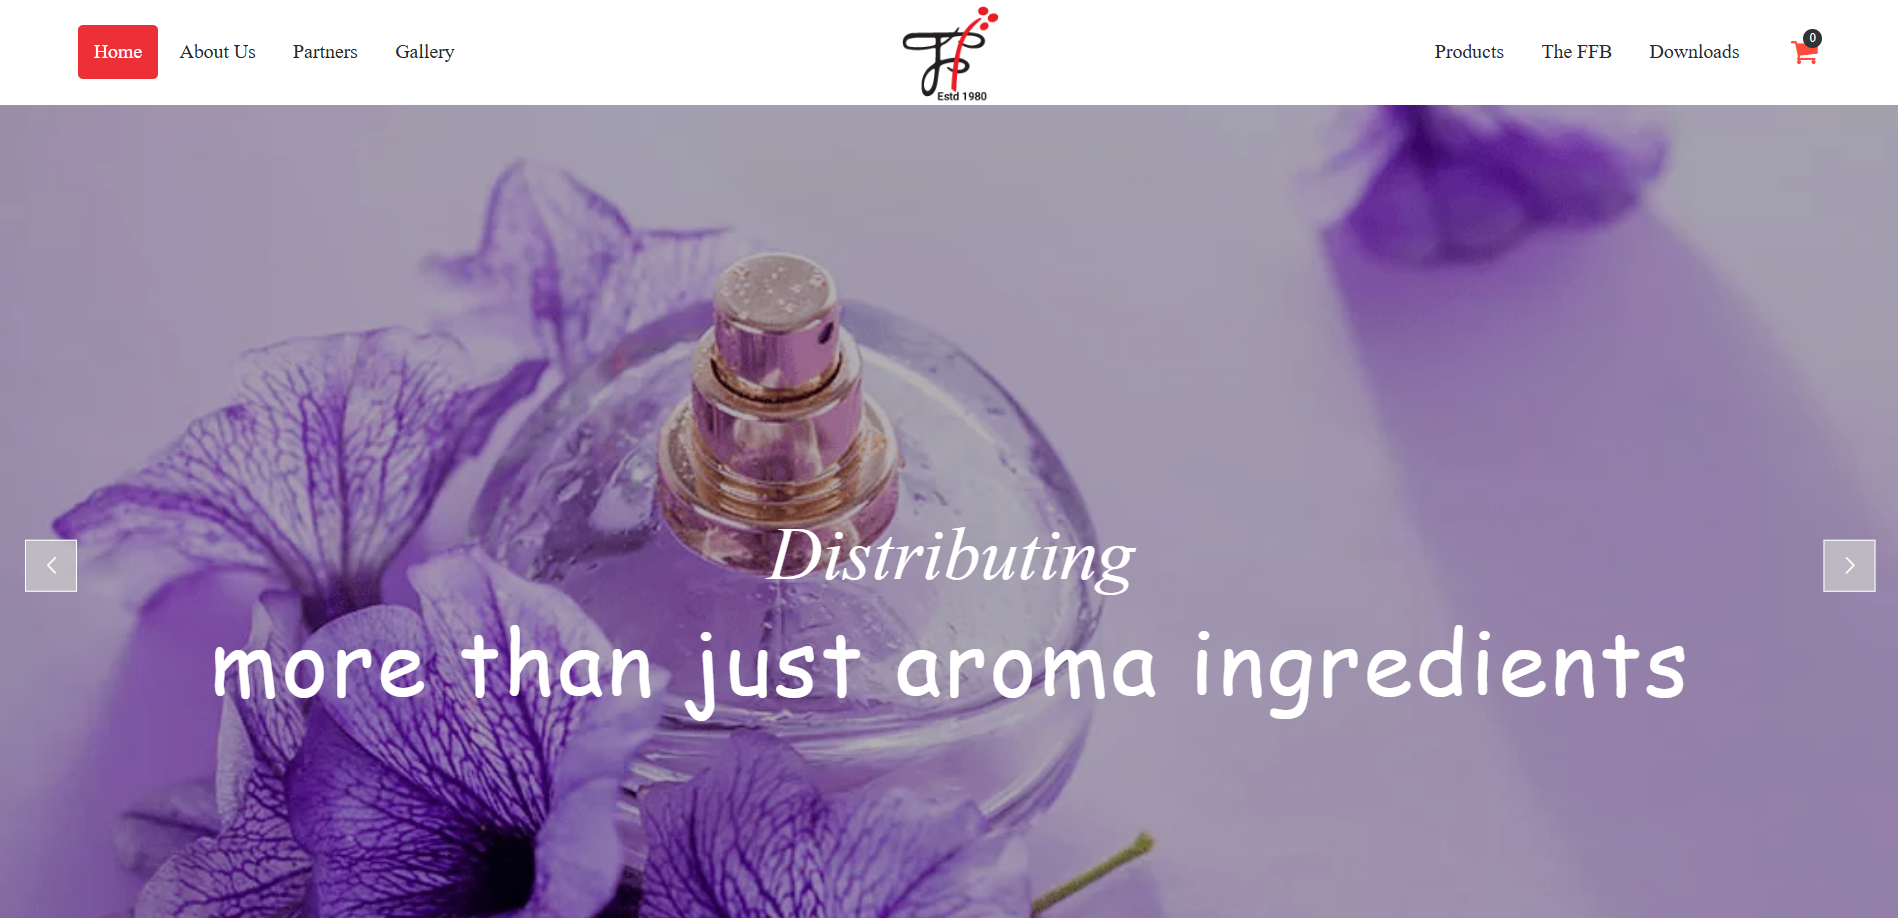 Home
About Us
Partners
Gallery
Estd 1980
Products
The FFB
Downloads
0
Distributing
more than just aroma ingredients